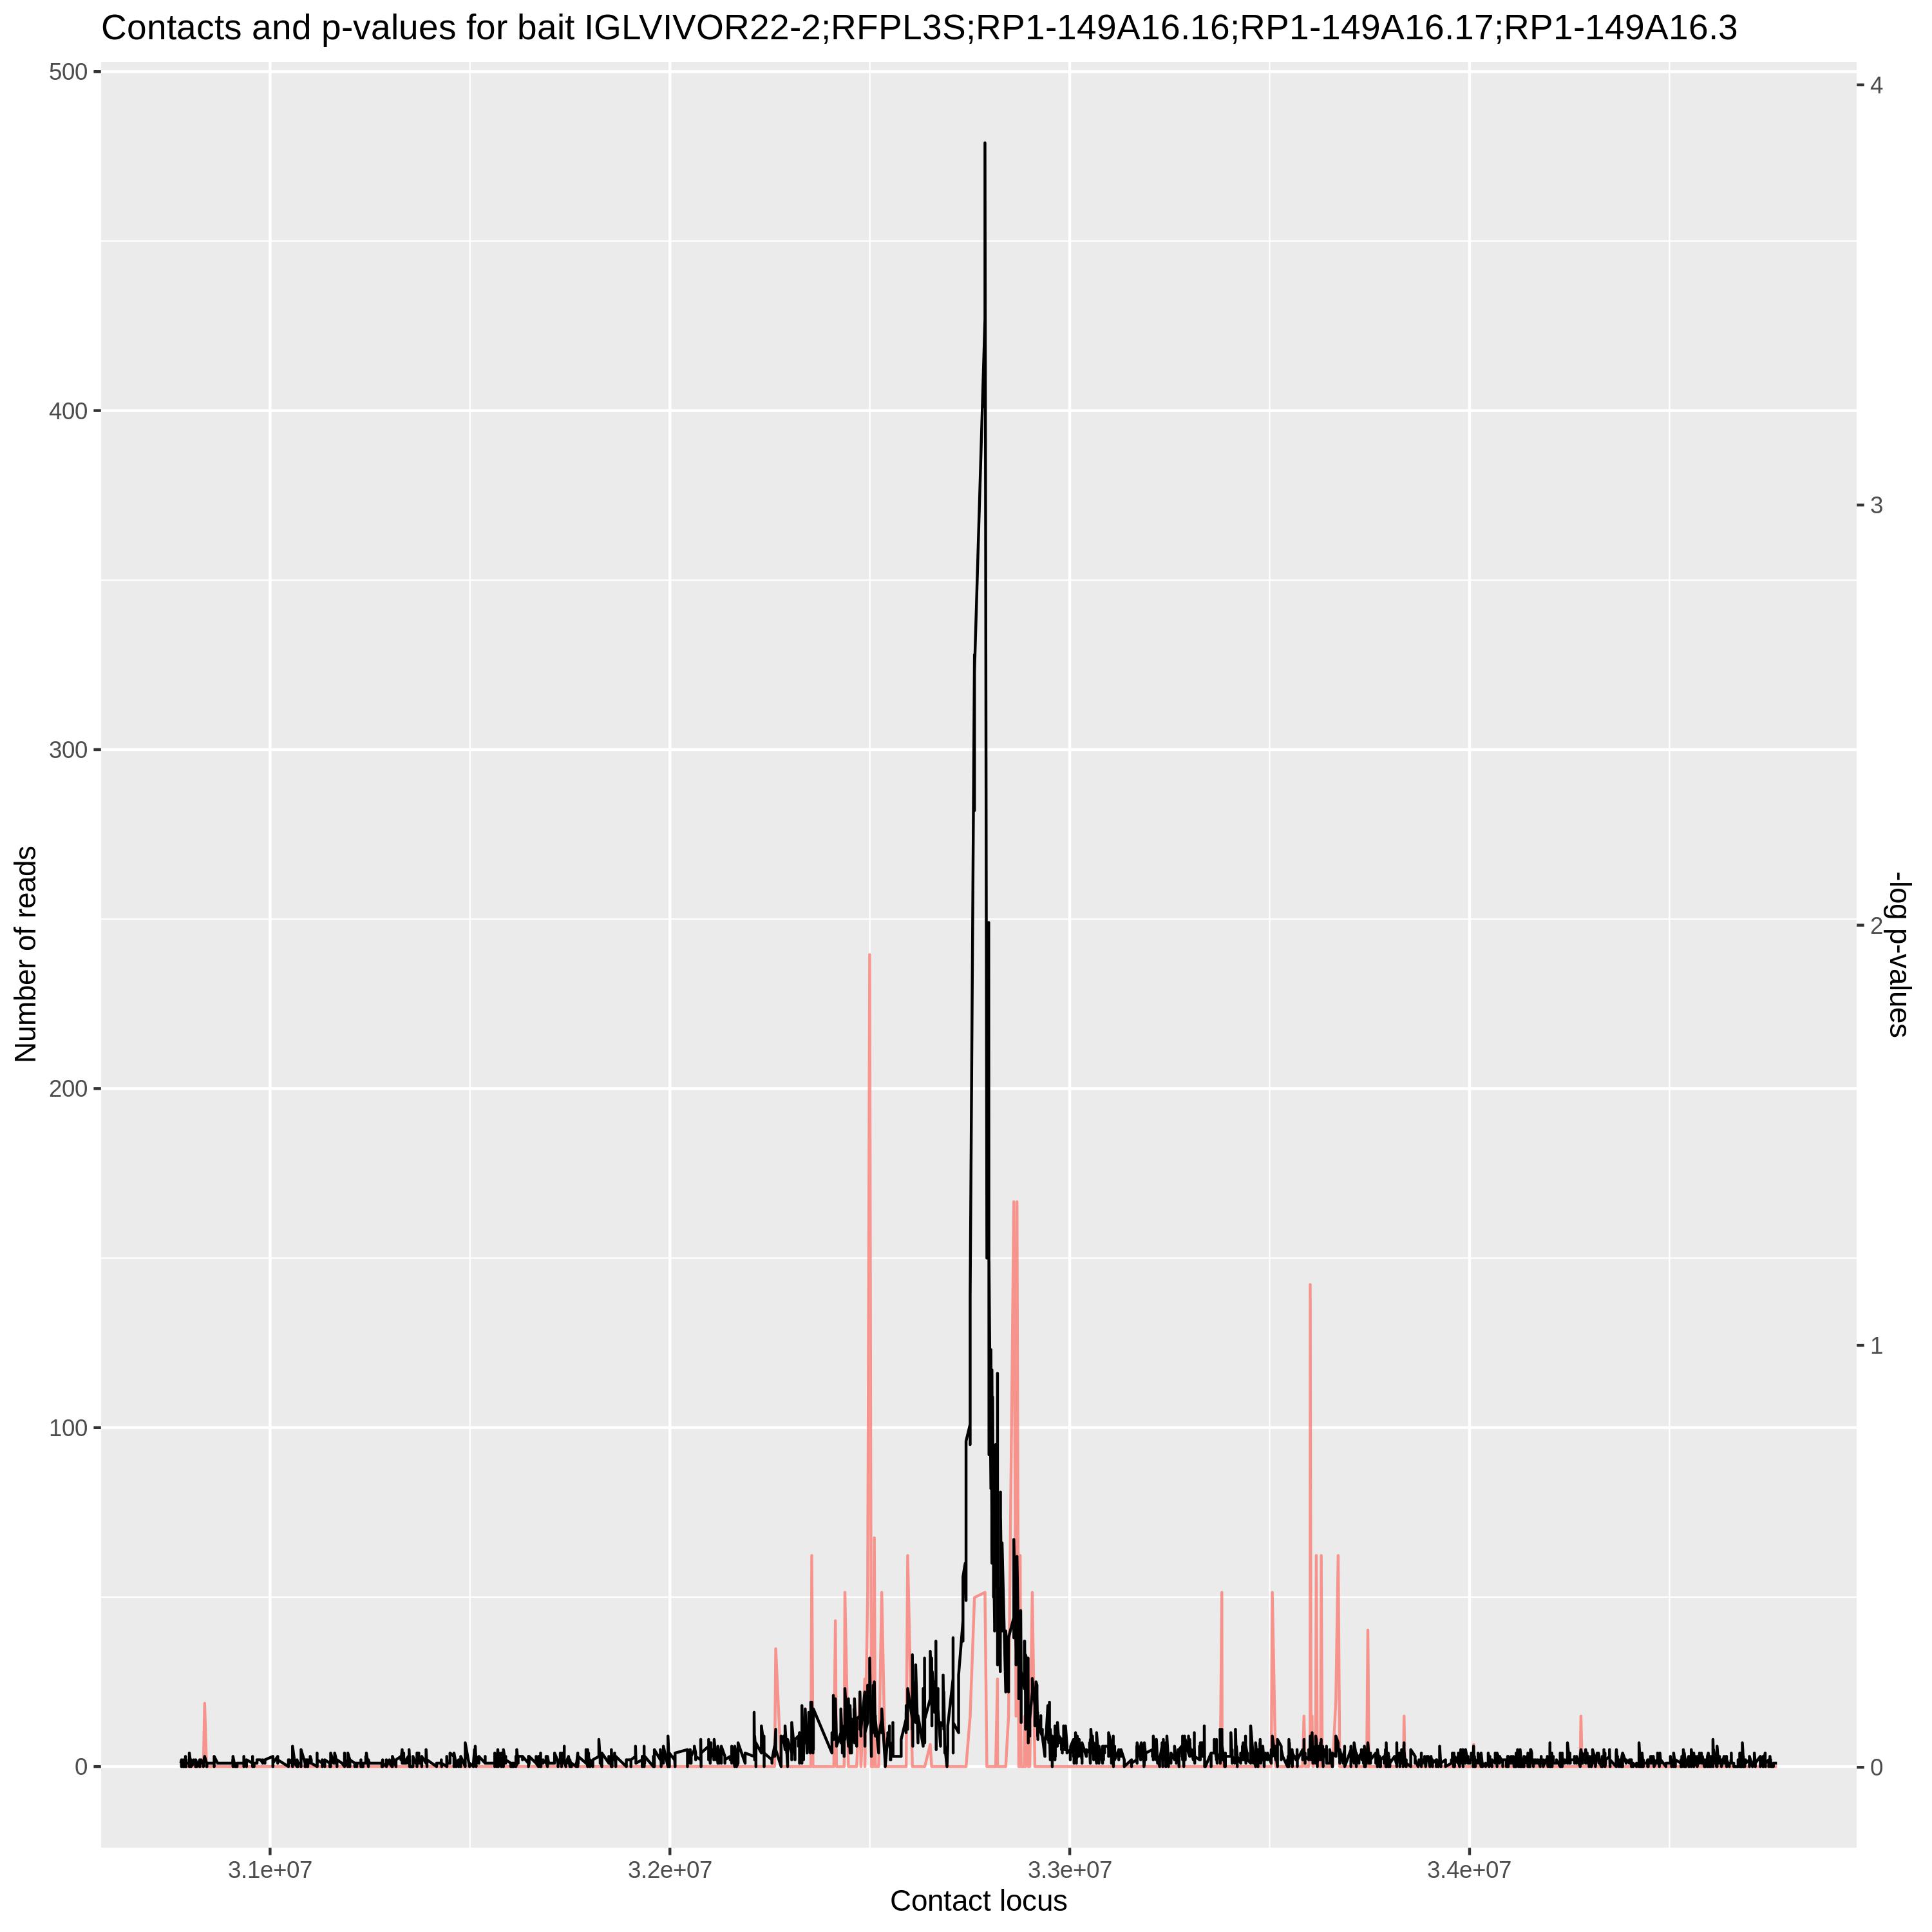 Contacts and p-values for bait IGLVIVOR22-2;RFPL3S;RP1-149A16.16;RP1-149A16.17;RP1-149A16.3
500
400
300
200
100
0
Number of reads
4
3
2
1
0
-log p-values
3.1e+07
3.2e+07
3.3e+07
3.4e+07
Contact locus